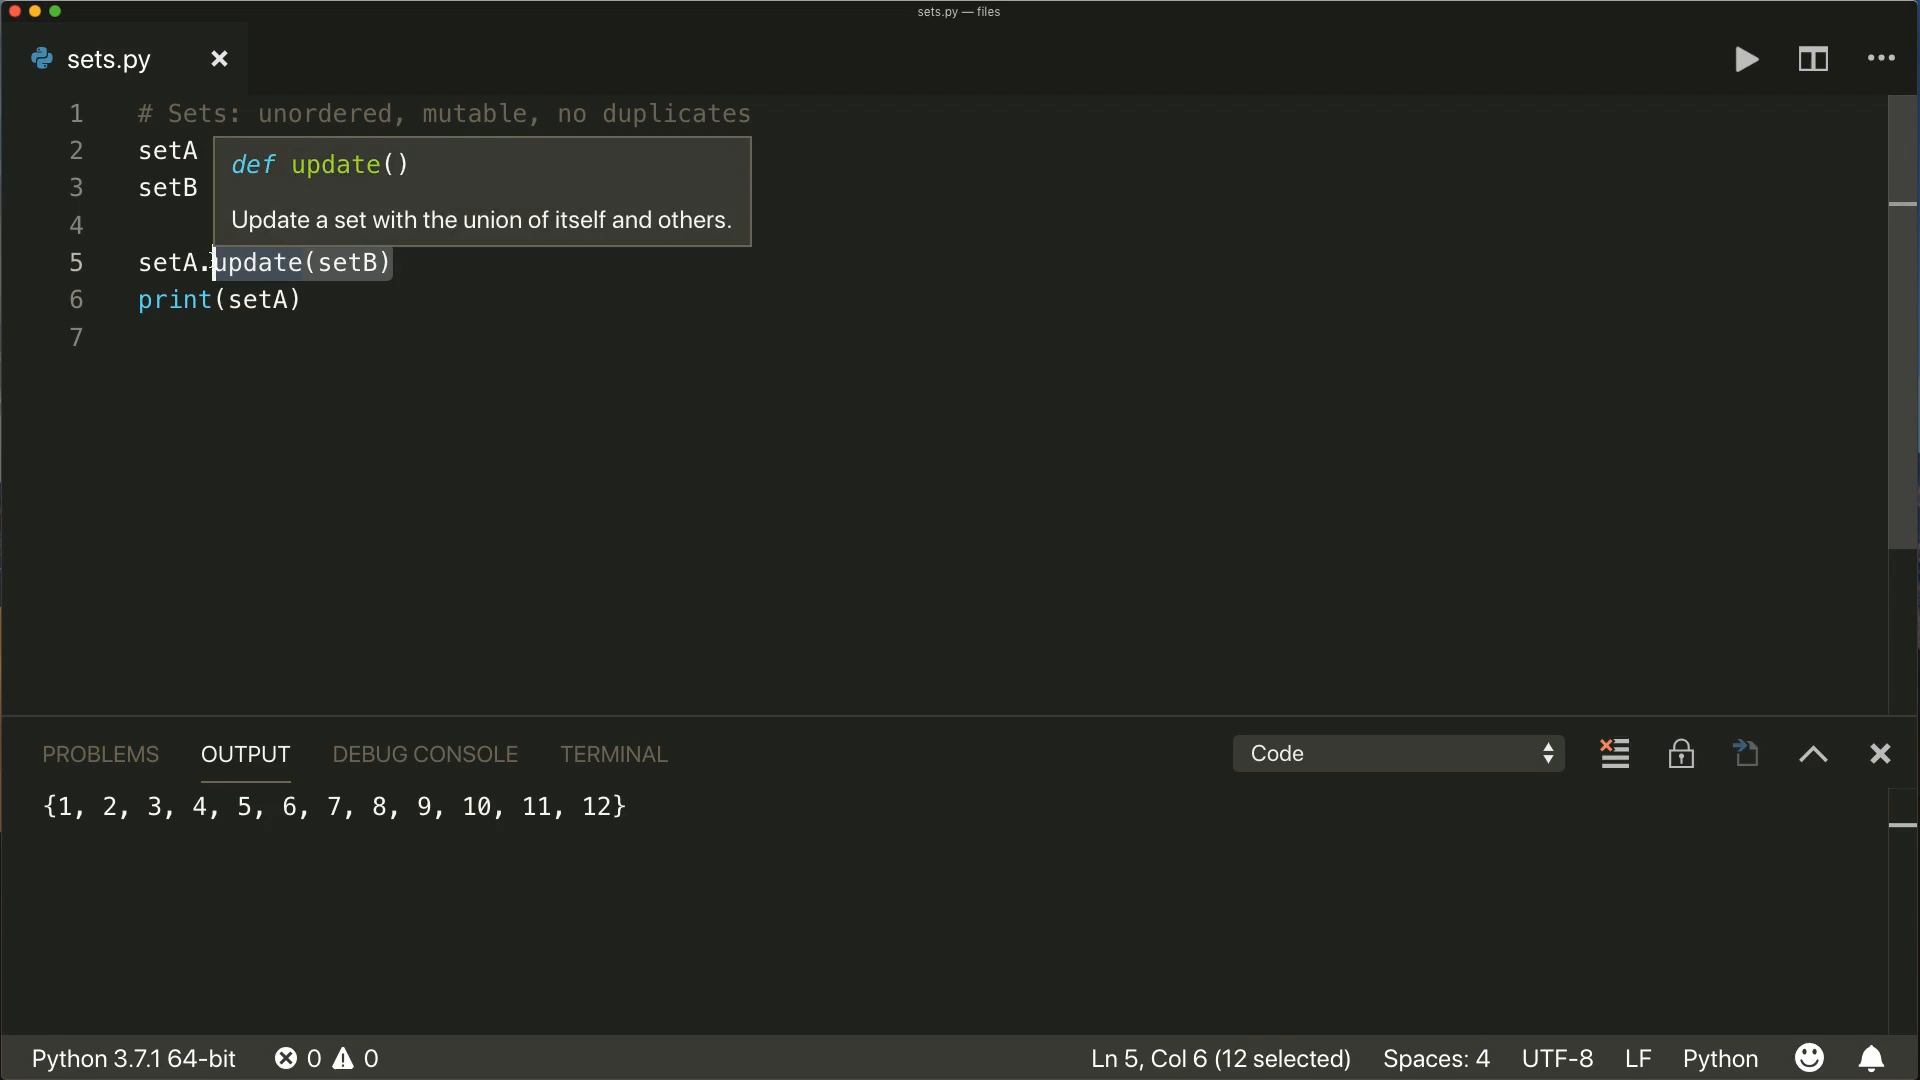 sets.py — files
sets.py
1 # Sets: unordered, mutable, no duplicates
2 setA
3 setB
def update()
Update a set with the union of itself and others.
4
5 setA.update(setB)
6 print(setA)
7
PROBLEMS OUTPUT DEBUG CONSOLE TERMINAL Code
{1, 2, 3, 4, 5, 6, 7, 8, 9, 10, 11, 12}
Python 3.7.1 64-bit 0 0 Ln 5, Col 6 (12 selected) Spaces: 4 UTF-8 LF Python